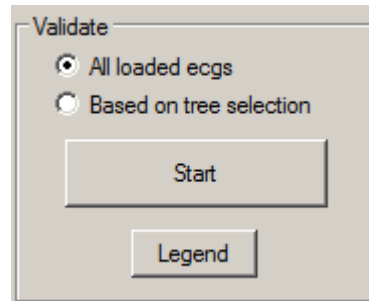 Validate
All loaded ecgs
Based on tree selection
Start
Legend